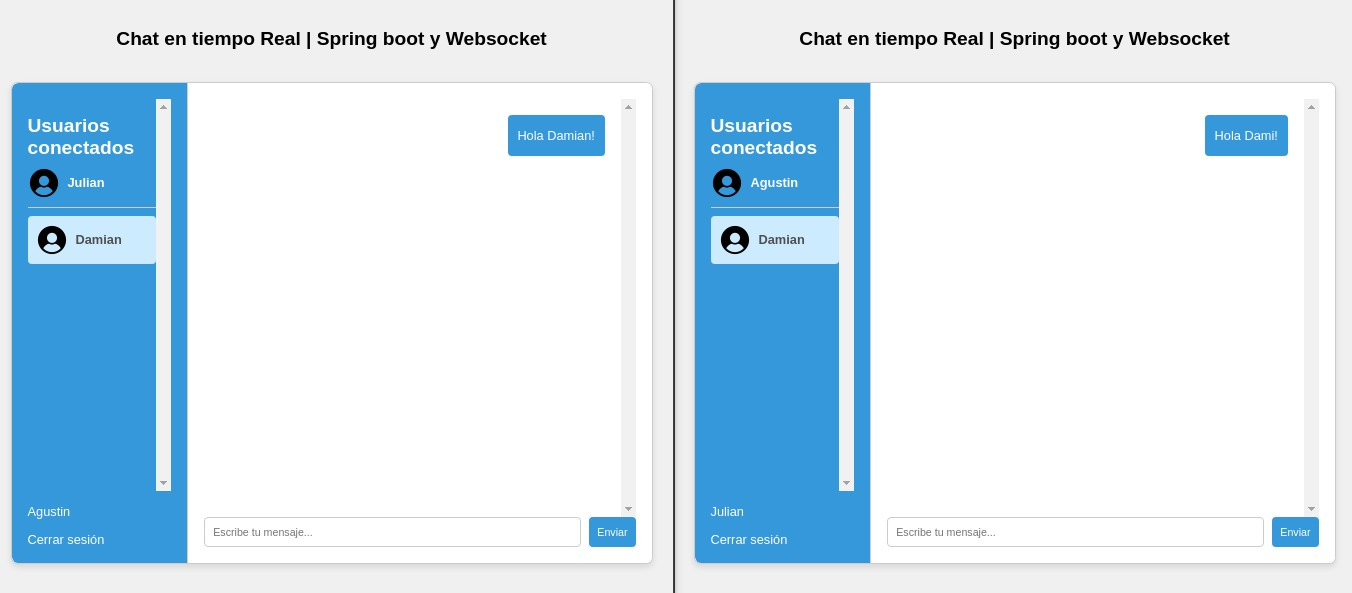 Chat en tiempo Real | Spring boot y Websocket
Usuarios
conectados
Julian
Damian
Agustin
Cerrar sesión
Hola Damian!
Escribe tu mensaje...
Enviar
Chat en tiempo Real | Spring boot y Websocket
Usuarios
conectados
Agustin
Damian
Julian
Cerrar sesión
Hola Dami!
Escribe tu mensaje...
Enviar